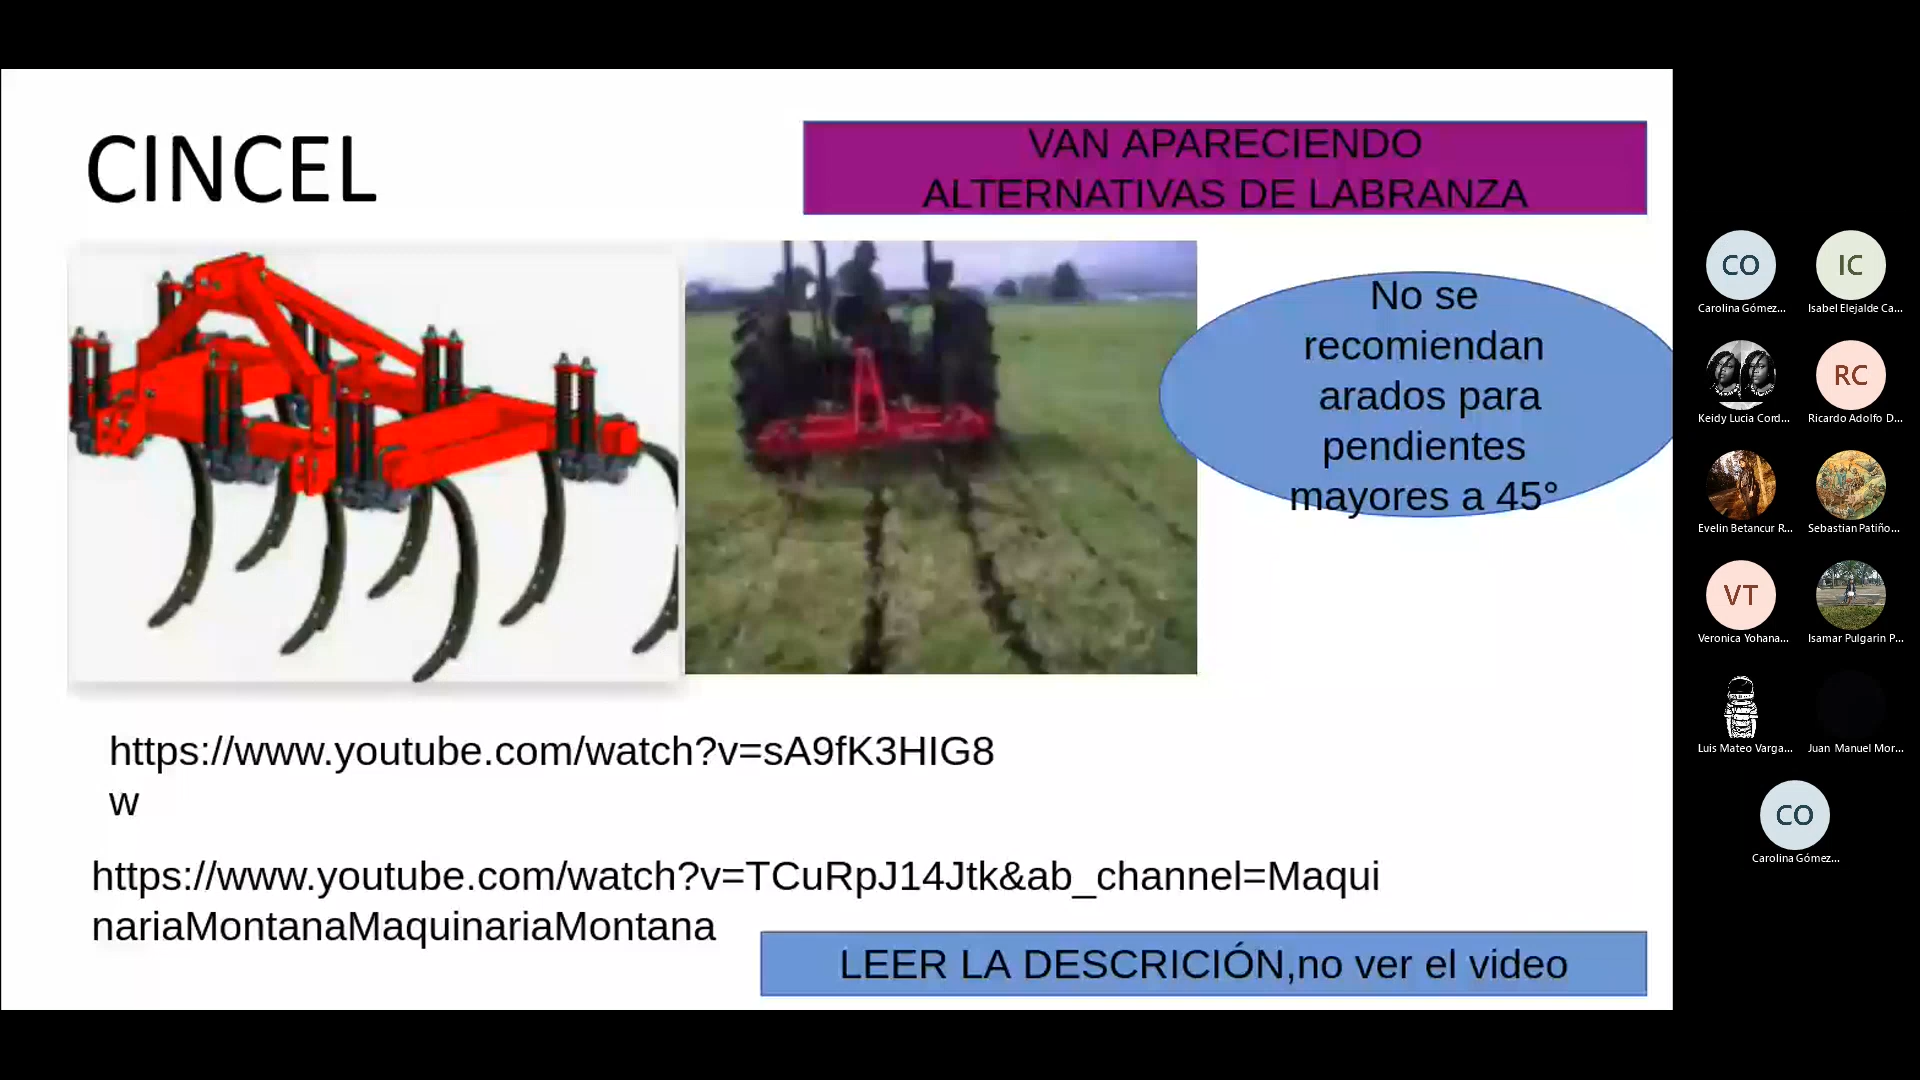 CINCEL
VAN APARECIENDO
ALTERNATIVAS DE LABRANZA
No se
recomiendan
arados para
pendientes
mayores a 45°
https://www.youtube.com/watch?v=sA9fK3HIG8
w
https://www.youtube.com/watch?v=TCuRpJ14Jtk&ab_channel=Maqui
nariaMontanaMaquinariaMontana
LEER LA DESCRICIÓN,no ver el video
CO
Carolina Gómez...
IC
Isabel Elejalde Ca...
Keidy Lucia Cord...
RC
Ricardo Adolfo D...
Evelin Betancur R...
Sebastian Patiño...
VT
Veronica Yohana...
Isamar Pulgarin P...
Luis Mateo Varga...
Juan Manuel Mor...
CO
Carolina Gómez...